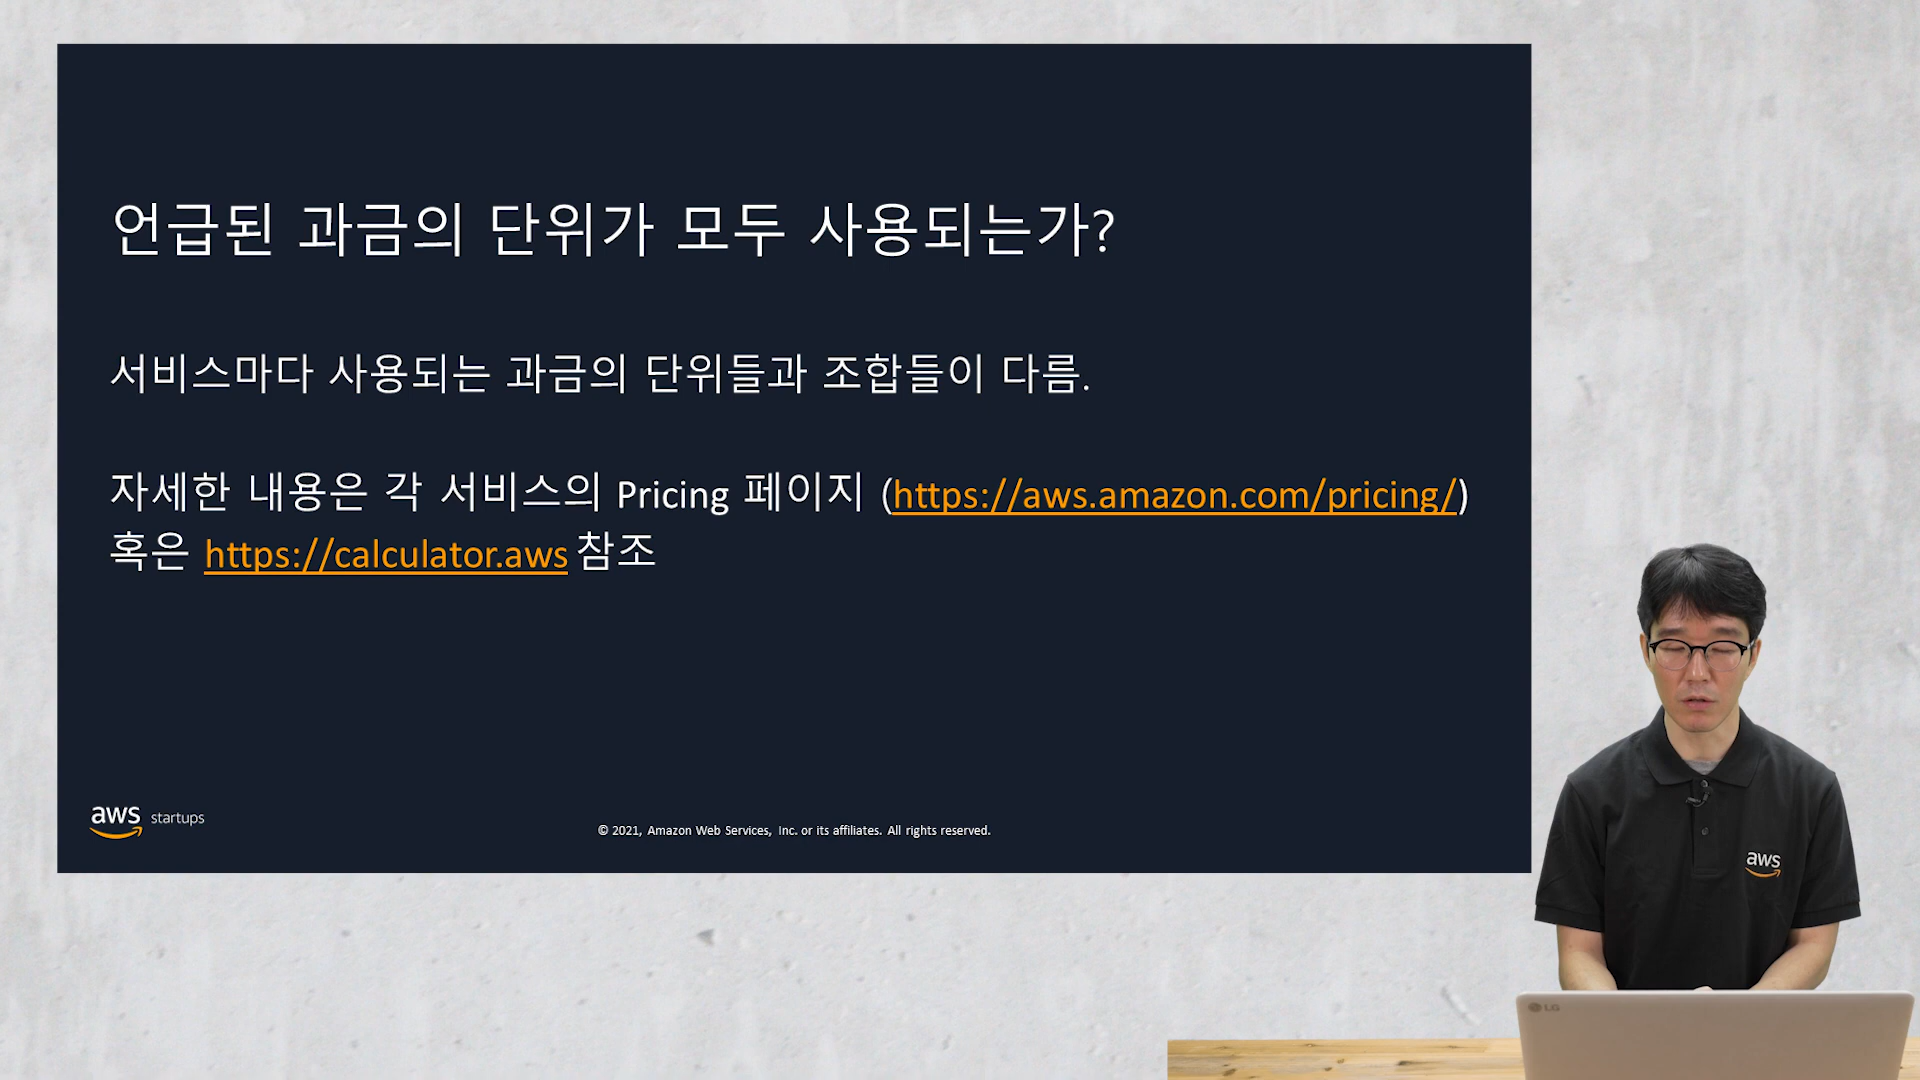 언급된 과금의 단위가 모두 사용되는가?
서비스마다 사용되는 과금의 단위들과 조합들이 다름.
자세한 내용은 각 서비스의 Pricing 페이지 (https://aws.amazon.com/pricing/)
혹은 https://calculator.aws 참조
aws startups
© 2021, Amazon Web Services, Inc. or its affiliates. All rights reserved.
aws
LG